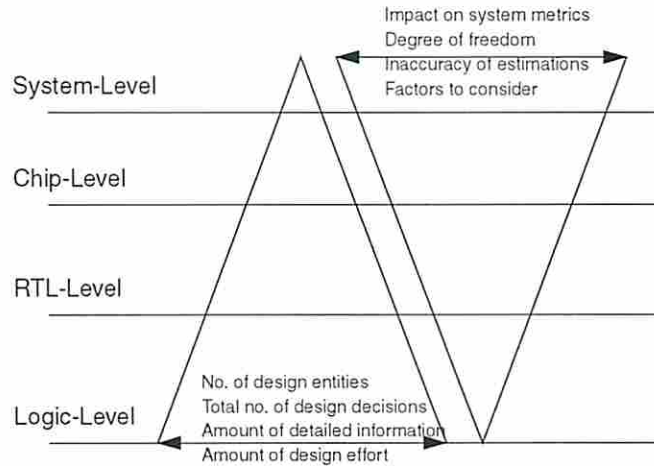 Impact on system metrics
Degree of freedom
Inaccuracy of estimations
Factors to consider
System-Level
Chip-Level
RTL-Level
No. of design entities
Total no. of design decisions
Amount of detailed information
Amount of design effort
Logic-Level